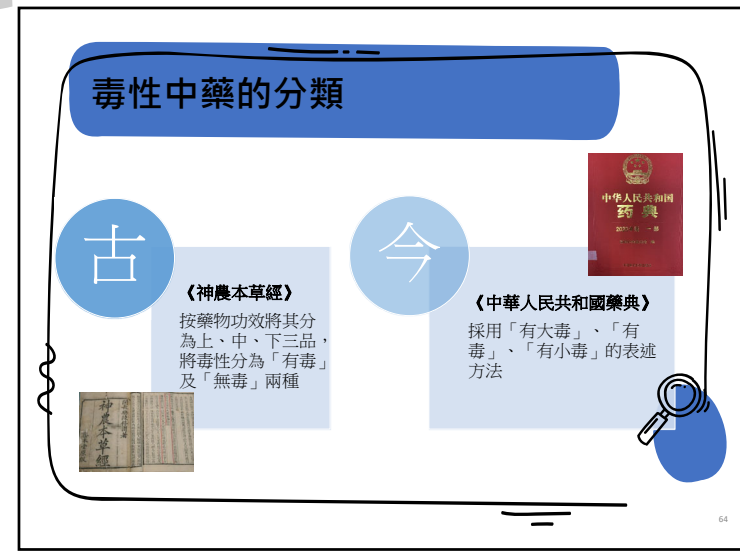 毒性中藥的分類
古
《神農本草經》
按藥物功效將其分
為上、中、下三品，
將毒性分為「有毒」
及「無毒」兩種
神農本草經
今
中华人民共和国
药典
《中華人民共和國藥典》
採用「有大毒」、「有
毒」、「有小毒」的表述
方法
64